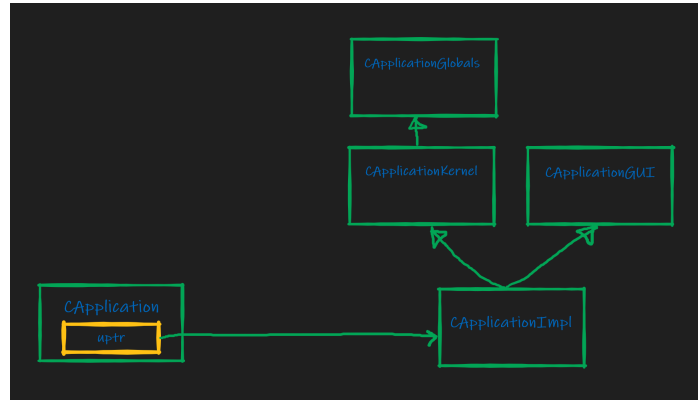 CApplicationGlobals
CApplicationKernel
CApplicationGUI
CApplication
uptr
CApplicationImpl